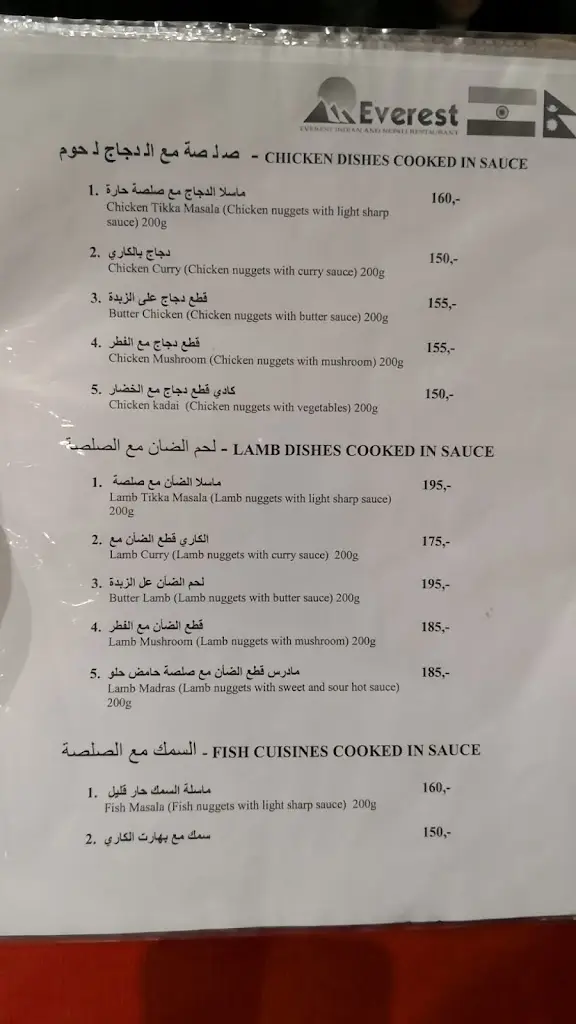 Everest
EVEREST INDIAN AND NEPALI RESTAURANT
صلصة مع الدجاج لحوم - CHICKEN DISHES COOKED IN SAUCE
1. ماسلا الدجاج مع صلصة حارة 160,-
Chicken Tikka Masala (Chicken nuggets with light sharp
sauce) 200g
2. دجاج بالكاري 150,-
Chicken Curry (Chicken nuggets with curry sauce) 200g
3. قطع دجاج على الزبدة 155,-
Butter Chicken (Chicken nuggets with butter sauce) 200g
4. قطع دجاج مع الفطر 155,-
Chicken Mushroom (Chicken nuggets with mushroom) 200g
5. كادي قطع دجاج مع الخضار 150,-
Chicken kadai (Chicken nuggets with vegetables) 200g
لحم الضان مع الصلصة - LAMB DISHES COOKED IN SAUCE
1. ماسلا الضأن مع صلصة 195,-
Lamb Tikka Masala (Lamb nuggets with light sharp sauce)
200g
2. الكاري قطع الضأن مع 175,-
Lamb Curry (Lamb nuggets with curry sauce) 200g
3. لحم الضأن عل الزبدة 195,-
Butter Lamb (Lamb nuggets with butter sauce) 200g
4. قطع الضأن مع الفطر 185,-
Lamb Mushroom (Lamb nuggets with mushroom) 200g
5. مادرس قطع الضأن مع صلصة حامض حلو 185,-
Lamb Madras (Lamb nuggets with sweet and sour hot sauce)
200g
السمك مع الصلصة - FISH CUISINES COOKED IN SAUCE
1. ماسلة السمك حار قليل 160,-
Fish Masala (Fish nuggets with light sharp sauce) 200g
2. سمك مع بهارت الكاري 150,-